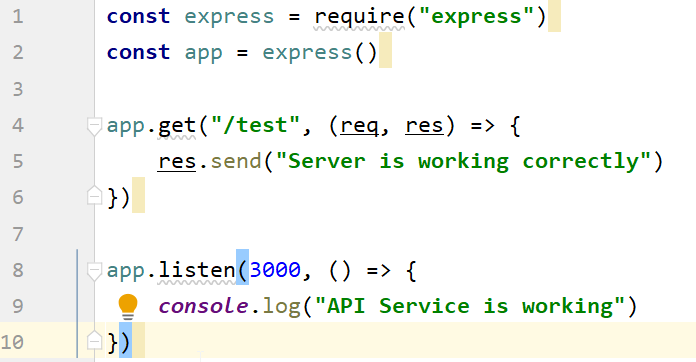 1 const express = require("express")
2 const app = express()
3
4 app.get("/test", (req, res) => {
5     res.send("Server is working correctly")
6 })
7
8 app.listen(3000, () => {
9     console.log("API Service is working")
10 })